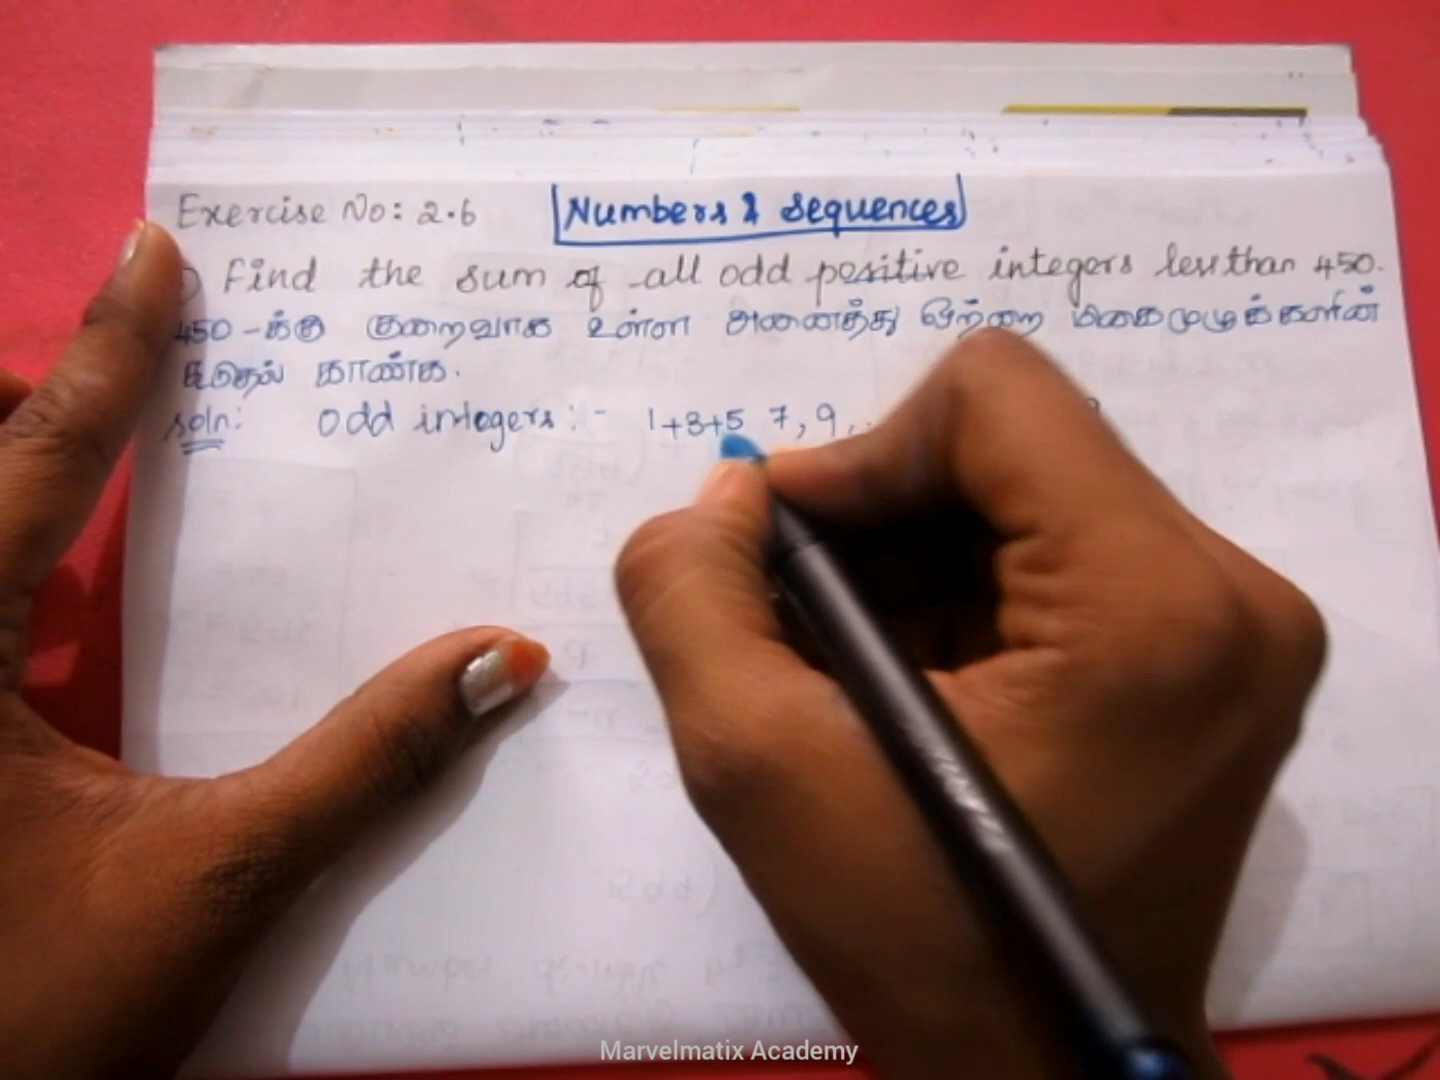 Exercise No: 2.6
Numbers & Sequences
) Find the sum of all odd positive integers less than 450.
450-க்கு குறைவாக உள்ள அனைத்து ஒற்றை மிகை முழுக்களின்
கூடுதல் காண்க.
soln: Odd integers :- 1+3+5 7, 9, ..
Marvelmatix Academy